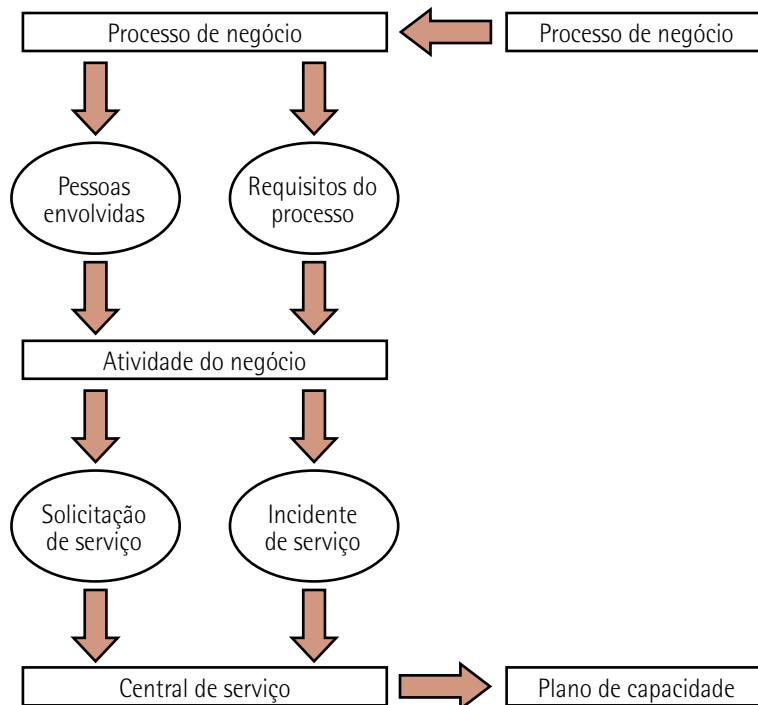 Processo de negócio
Processo de negócio
Pessoas
envolvidas
Requisitos do
processo
Atividade do negócio
Solicitação
de serviço
Incidente
de serviço
Central de serviço
Plano de capacidade